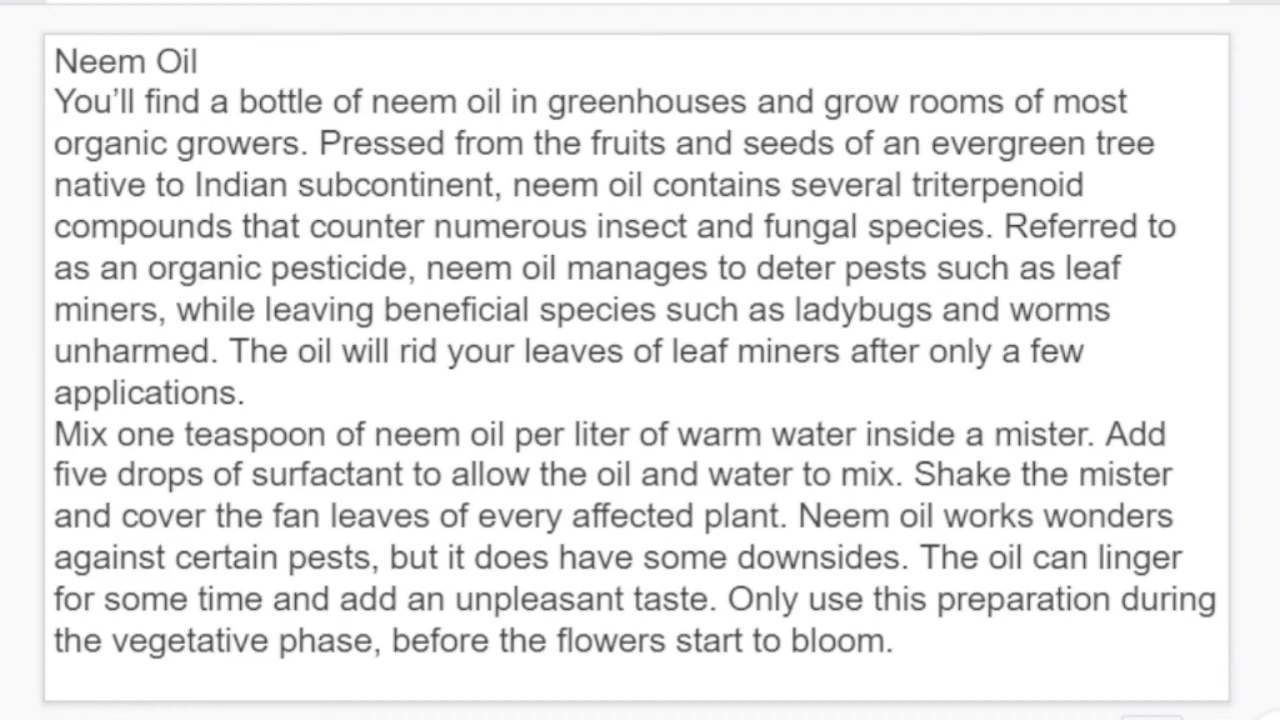 Neem Oil
You’ll find a bottle of neem oil in greenhouses and grow rooms of most
organic growers. Pressed from the fruits and seeds of an evergreen tree
native to Indian subcontinent, neem oil contains several triterpenoid
compounds that counter numerous insect and fungal species. Referred to
as an organic pesticide, neem oil manages to deter pests such as leaf
miners, while leaving beneficial species such as ladybugs and worms
unharmed. The oil will rid your leaves of leaf miners after only a few
applications.
Mix one teaspoon of neem oil per liter of warm water inside a mister. Add
five drops of surfactant to allow the oil and water to mix. Shake the mister
and cover the fan leaves of every affected plant. Neem oil works wonders
against certain pests, but it does have some downsides. The oil can linger
for some time and add an unpleasant taste. Only use this preparation during
the vegetative phase, before the flowers start to bloom.